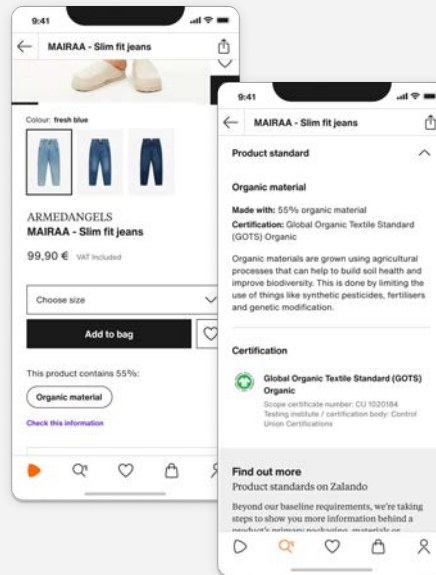 9:41
MAIRAA - Slim fit jeans
Colour: fresh blue
ARMEDANGELS
MAIRAA - Slim fit jeans
99,90 € VAT Included
Choose size
Add to bag
This product contains 55%:
Organic material
Check this information
9:41
MAIRAA - Slim fit jeans
Product standard
Organic material
Made with: 55% organic material
Certification: Global Organic Textile Standard
(GOTS) Organic
Organic materials are grown using agricultural
processes that can help to build soil health and
improve biodiversity. This is done by limiting the
use of things like synthetic pesticides, fertilisers
and genetic modification.
Certification
Global Organic Textile Standard (GOTS)
Organic
Scope certificate number: CU 1020184
Testing institute / certification body: Control
Union Certifications
Find out more
Product standards on Zalando
Beyond our baseline requirements, we're taking
steps to show you more information behind a
product's primary packaging, materials or